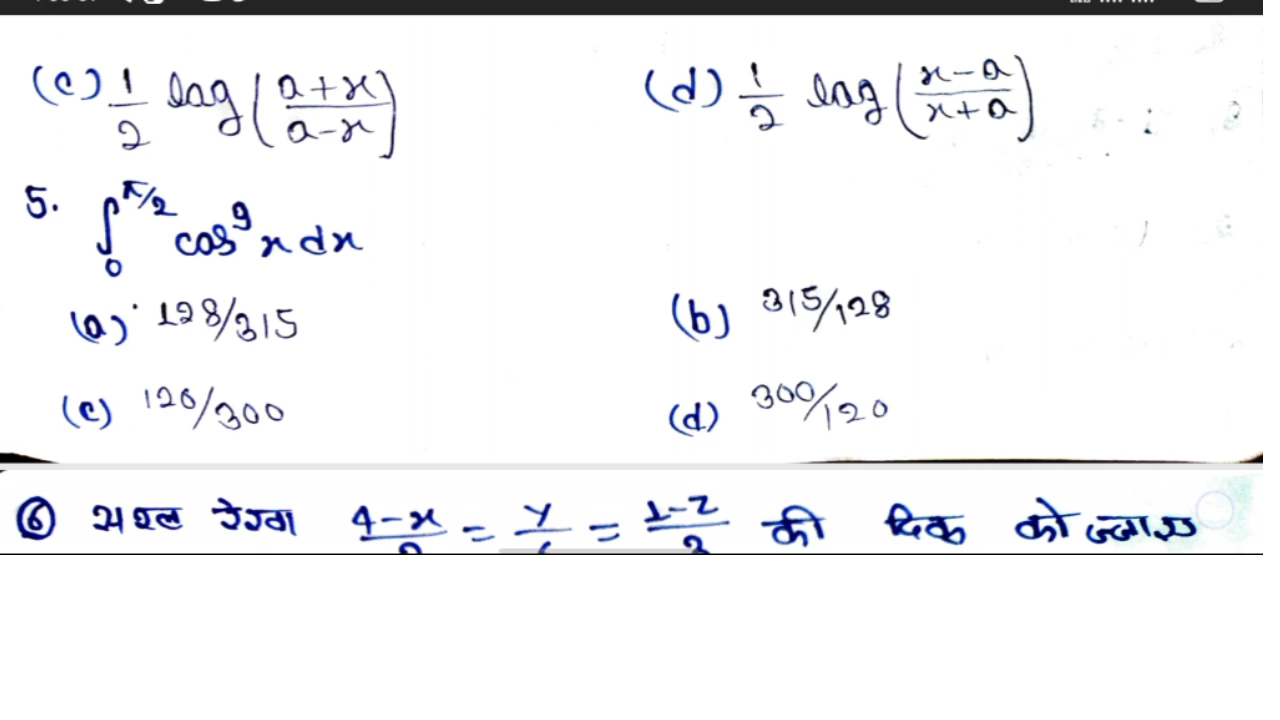 (c) 1/2 log(a+x/a-x) (d) 1/2 log(x-a/x+a)
5. ∫₀^π/2 cos⁹x dx
(a) 128/315 (b) 315/128
(c) 120/300 (d) 300/120
⑥ सरल रेखा 4-x = y = 1-z की दिक कोज्याए